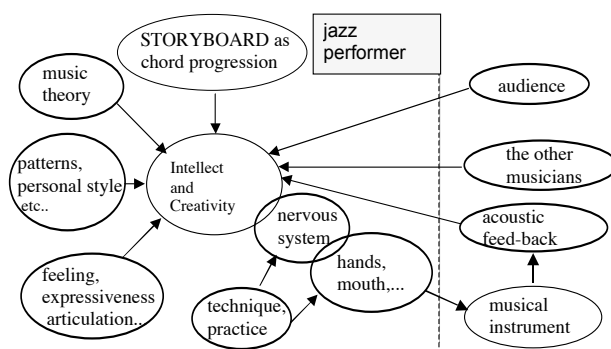 STORYBOARD as
chord progression
jazz
performer
music
theory
audience
patterns,
personal style
etc..
Intellect
and
Creativity
the other
musicians
nervous
system
acoustic
feed-back
feeling,
expressiveness
articulation..
hands,
mouth,...
technique,
practice
musical
instrument